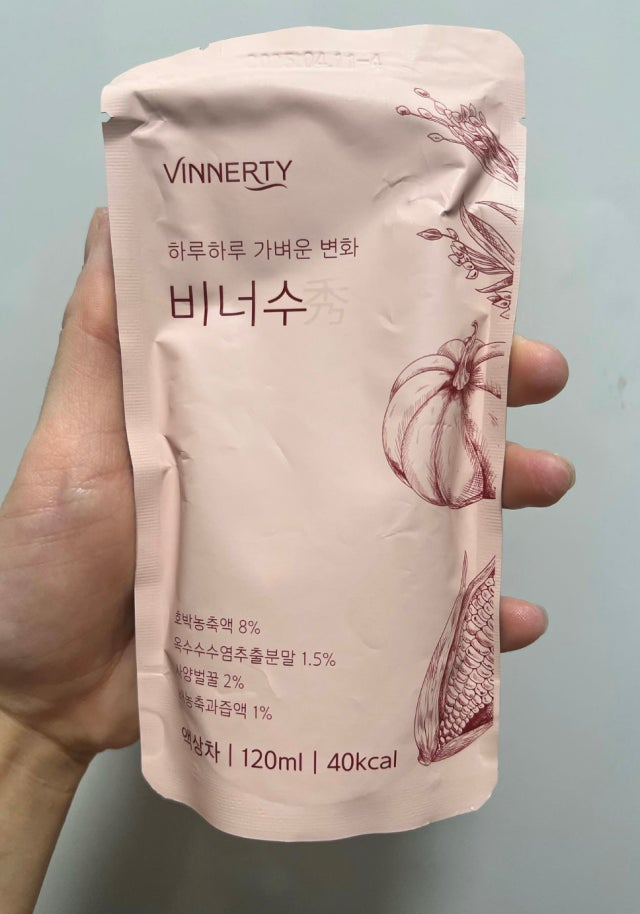 VINNERTY
하루하루 가벼운 변화
비너수秀
호박농축액 8%
옥수수수염추출분말 1.5%
사양벌꿀 2%
1%
액상차 | 120ml | 40kcal